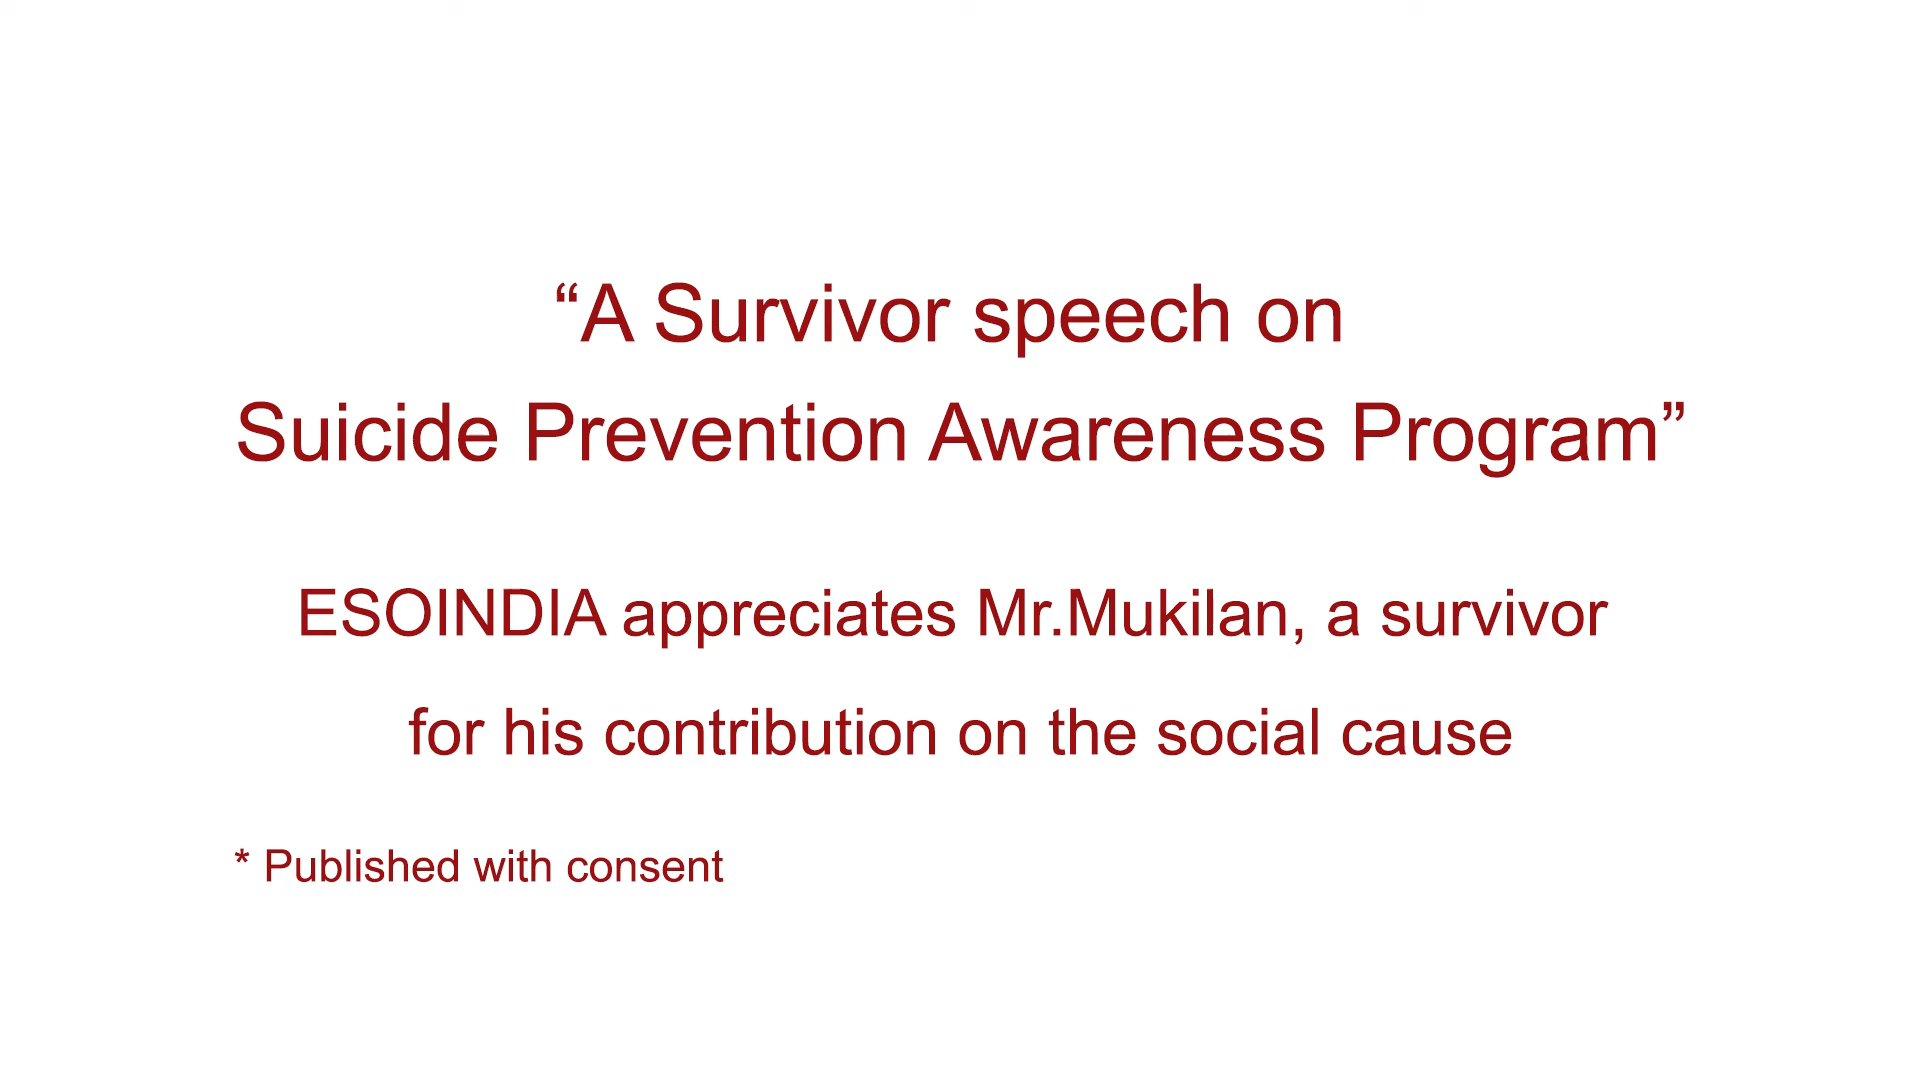 “A Survivor speech on
Suicide Prevention Awareness Program”
ESOINDIA appreciates Mr.Mukilan, a survivor
for his contribution on the social cause
* Published with consent